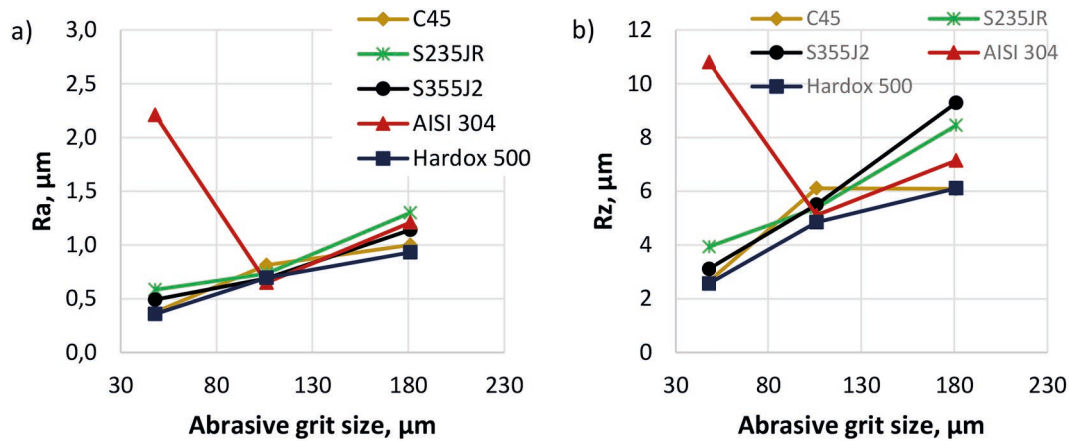 a)
Ra, µm
3,0
2,5
2,0
1,5
1,0
0,5
0,0
30 80 130 180 230
Abrasive grit size, µm
C45
S235JR
S355J2
AISI 304
Hardox 500
b)
Rz, µm
12
10
8
6
4
2
0
30 80 130 180 230
Abrasive grit size, µm
C45 S235JR
S355J2 AISI 304
Hardox 500